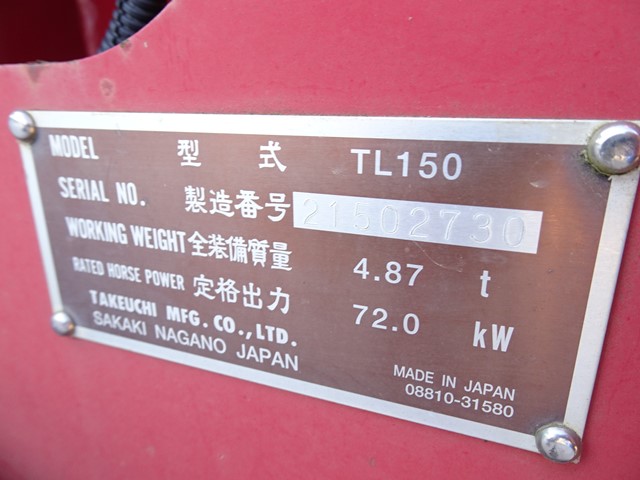 MODEL 型式 TL150
SERIAL NO. 製造番号 21502730
WORKING WEIGHT 全装備質量 4.87 t
RATED HORSE POWER 定格出力 72.0 kW
TAKEUCHI MFG. CO., LTD.
SAKAKI NAGANO JAPAN
MADE IN JAPAN
08810-31580